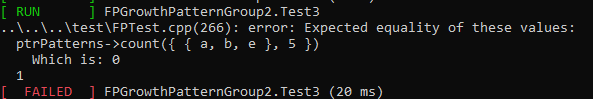 [ RUN      ] FPGrowthPatternGroup2.Test3
..\..\..\test\FPTest.cpp(266): error: Expected equality of these values:
  ptrPatterns->count({ { a, b, e }, 5 })
    Which is: 0
  1
[  FAILED  ] FPGrowthPatternGroup2.Test3 (20 ms)